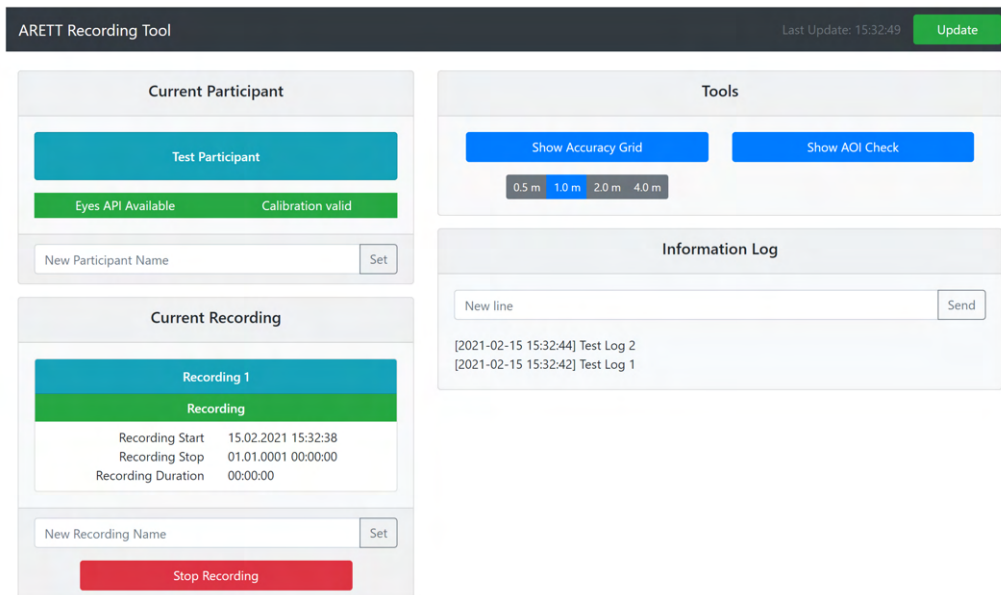 ARETT Recording Tool
Last Update: 15:32:49
Update
Current Participant
Test Participant
Eyes API Available
Calibration valid
New Participant Name
Set
Current Recording
Recording 1
Recording
Recording Start 15.02.2021 15:32:38
Recording Stop 01.01.0001 00:00:00
Recording Duration 00:00:00
New Recording Name
Set
Stop Recording
Tools
Show Accuracy Grid
Show AOI Check
0.5 m 1.0 m 2.0 m 4.0 m
Information Log
New line
Send
[2021-02-15 15:32:44] Test Log 2
[2021-02-15 15:32:42] Test Log 1